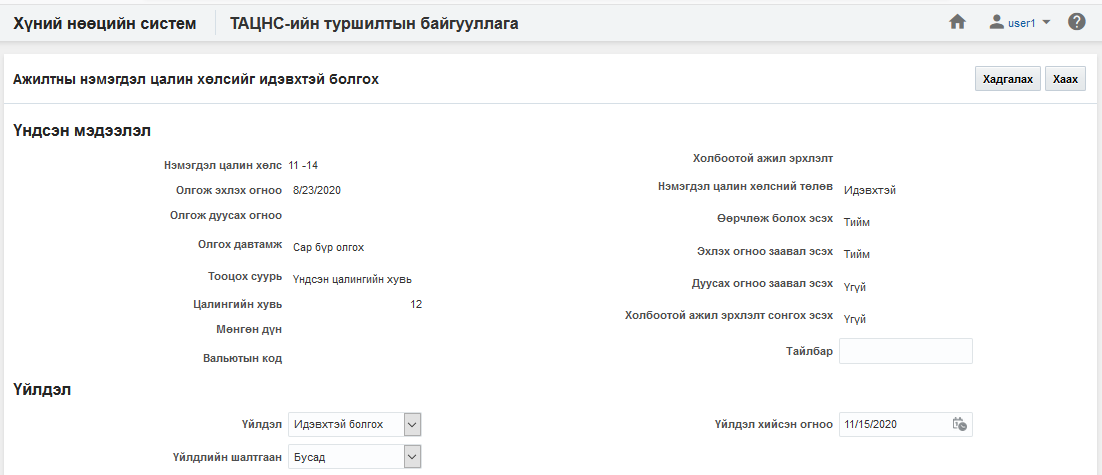 Хүний нөөцийн систем ТАЦНС-ийн туршилтын байгууллага user1
Ажилтны нэмэгдэл цалин хөлсийг идэвхтэй болгох Хадгалах Хаах
Үндсэн мэдээлэл
Нэмэгдэл цалин хөлс 11 -14
Олгож эхлэх огноо 8/23/2020
Олгож дуусах огноо
Олгох давтамж Сар бүр олгох
Тооцох суурь Үндсэн цалингийн хувь
Цалингийн хувь 12
Мөнгөн дүн
Вальютын код
Холбоотой ажил эрхлэлт
Нэмэгдэл цалин хөлсний төлөв Идэвхтэй
Өөрчлөж болох эсэх Тийм
Эхлэх огноо заавал эсэх Тийм
Дуусах огноо заавал эсэх Үгүй
Холбоотой ажил эрхлэлт сонгох эсэх Үгүй
Тайлбар
Үйлдэл
Үйлдэл Идэвхтэй болгох Үйлдэл хийсэн огноо 11/15/2020
Үйлдлийн шалтгаан Бусад